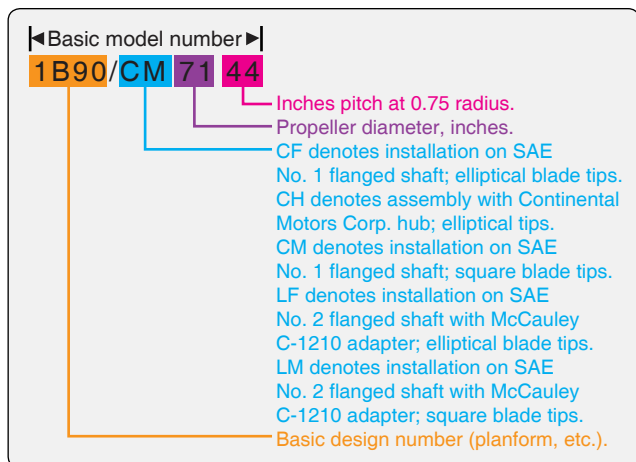 Basic model number
1B90/CM 71 44
Inches pitch at 0.75 radius.
Propeller diameter, inches.
CF denotes installation on SAE
No. 1 flanged shaft; elliptical blade tips.
CH denotes assembly with Continental
Motors Corp. hub; elliptical tips.
CM denotes installation on SAE
No. 1 flanged shaft; square blade tips.
LF denotes installation on SAE
No. 2 flanged shaft with McCauley
C-1210 adapter; elliptical blade tips.
LM denotes installation on SAE
No. 2 flanged shaft with McCauley
C-1210 adapter; square blade tips.
Basic design number (planform, etc.).